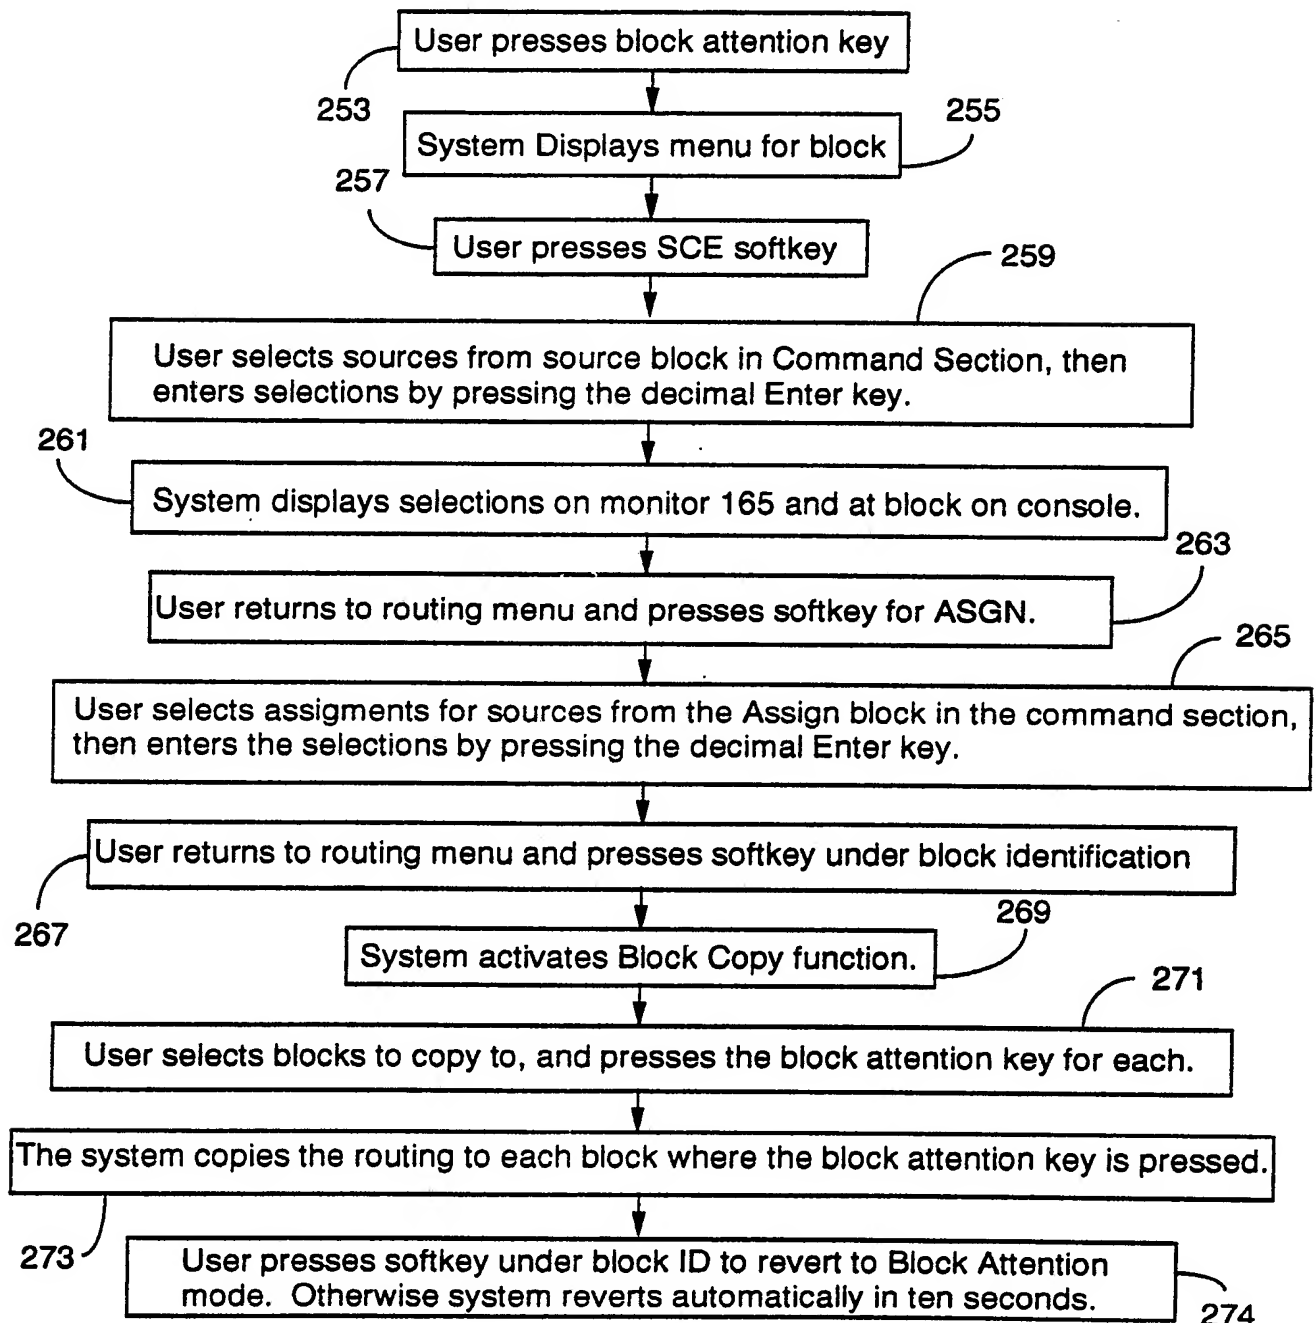 User presses block attention key
253
255
System Displays menu for block
257
User presses SCE softkey
259
User selects sources from source block in Command Section, then
enters selections by pressing the decimal Enter key.
261
System displays selections on monitor 165 and at block on console.
263
User returns to routing menu and presses softkey for ASGN.
265
User selects assigments for sources from the Assign block in the command section,
then enters the selections by pressing the decimal Enter key.
User returns to routing menu and presses softkey under block identification
267
269
System activates Block Copy function.
271
User selects blocks to copy to, and presses the block attention key for each.
The system copies the routing to each block where the block attention key is pressed.
273
User presses softkey under block ID to revert to Block Attention
mode. Otherwise system reverts automatically in ten seconds.
274